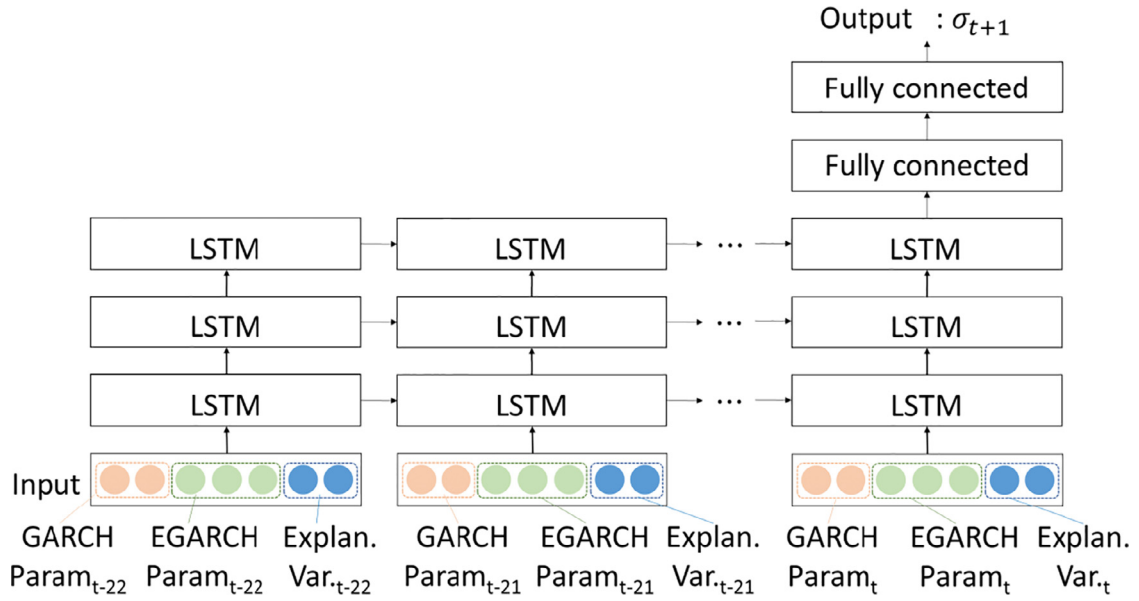 Output : σt+1
Fully connected
Fully connected
LSTM LSTM ... LSTM
LSTM LSTM ... LSTM
LSTM LSTM ... LSTM
Input
GARCH EGARCH Explan. GARCH EGARCH Explan. GARCH EGARCH Explan.
Paramt-22 Paramt-22 Var.t-22 Paramt-21 Paramt-21 Var.t-21 Paramt Paramt Var.t